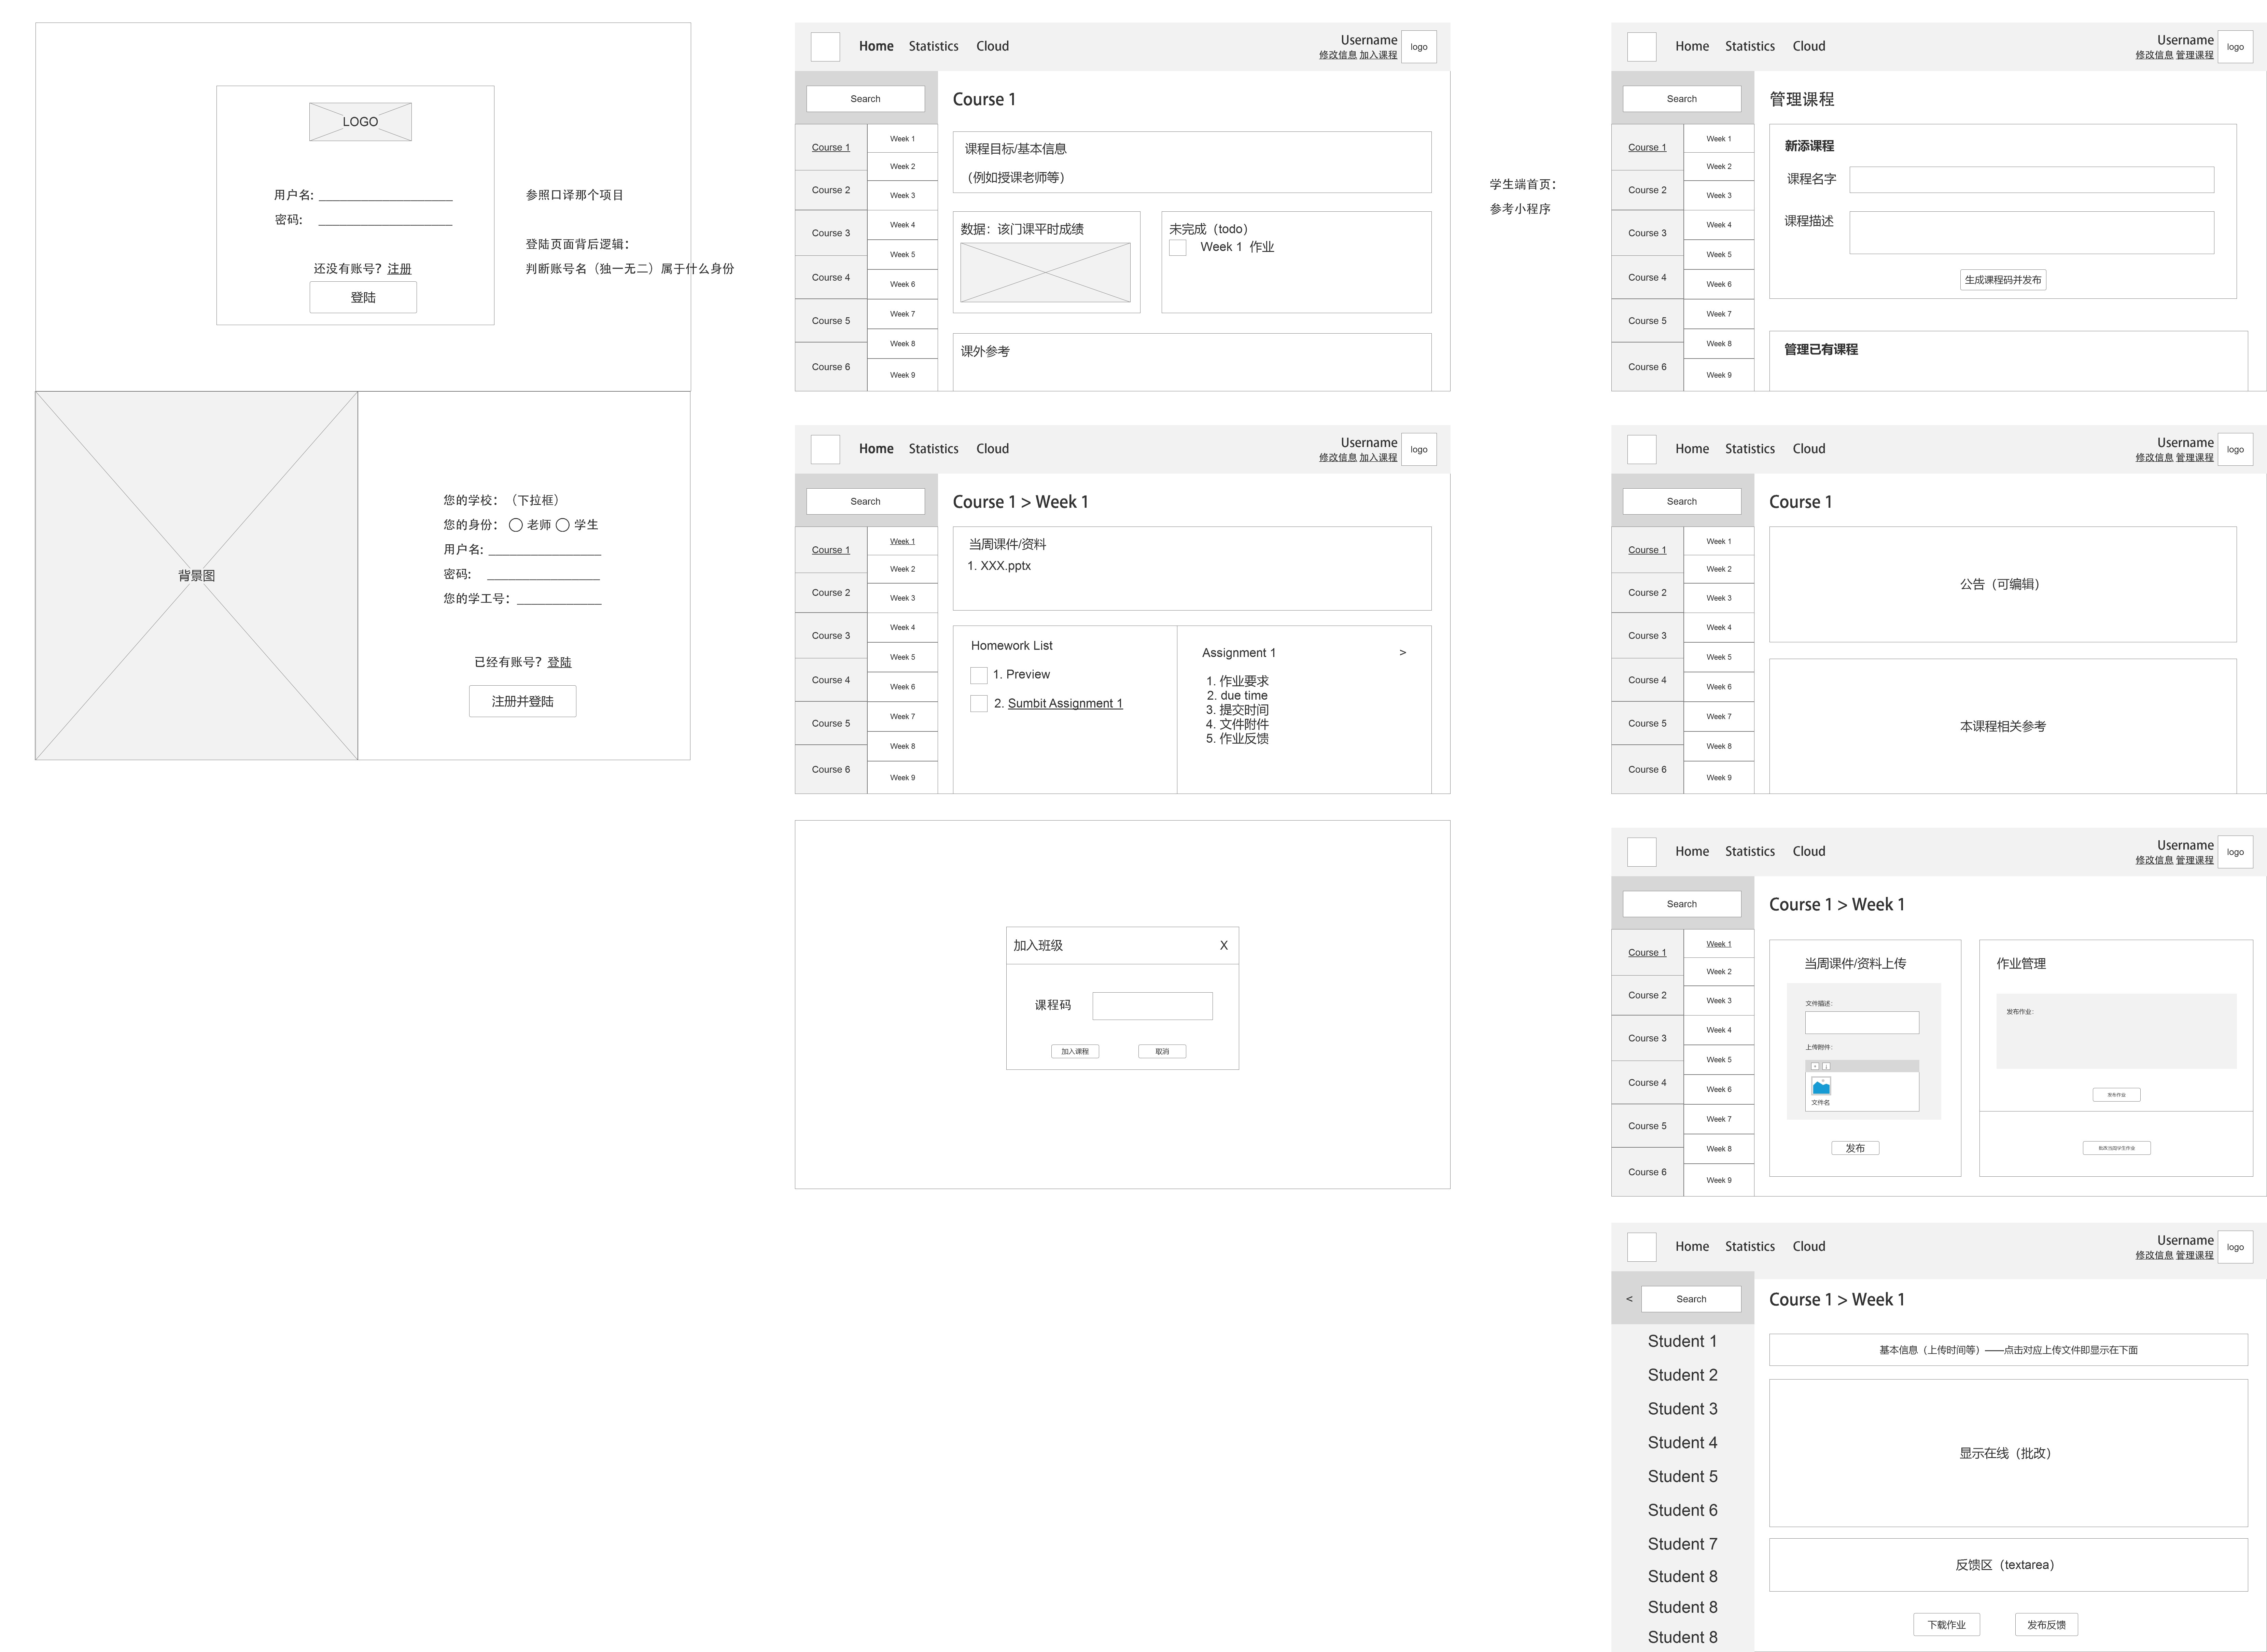 LOGO
用户名:
密码:
还没有账号？注册
登陆
参照口译那个项目
登陆页面背后逻辑：
判断账号名（独一无二）属于什么身份
背景图
您的学校：（下拉框）
您的身份： 老师 学生
用户名:
密码:
您的学工号：
已经有账号？登陆
注册并登陆
Home Statistics Cloud
Username
修改信息 加入课程
logo
Search
Course 1
Course 2
Course 3
Course 4
Course 5
Course 6
Week 1
Week 2
Week 3
Week 4
Week 5
Week 6
Week 7
Week 8
Week 9
Course 1
课程目标/基本信息
（例如授课老师等）
数据：该门课平时成绩
未完成（todo）
Week 1 作业
课外参考
学生端首页：
参考小程序
Home Statistics Cloud
Username
修改信息 加入课程
logo
Search
Course 1
Course 2
Course 3
Course 4
Course 5
Course 6
Week 1
Week 2
Week 3
Week 4
Week 5
Week 6
Week 7
Week 8
Week 9
Course 1 > Week 1
当周课件/资料
1. XXX.pptx
Homework List
1. Preview
2. Sumbit Assignment 1
Assignment 1 >
1. 作业要求
2. due time
3. 提交时间
4. 文件附件
5. 作业反馈
加入班级 X
课程码
加入课程 取消
Home Statistics Cloud
Username
修改信息 管理课程
logo
Search
Course 1
Course 2
Course 3
Course 4
Course 5
Course 6
Week 1
Week 2
Week 3
Week 4
Week 5
Week 6
Week 7
Week 8
Week 9
管理课程
新添课程
课程名字
课程描述
生成课程码并发布
管理已有课程
Home Statistics Cloud
Username
修改信息 管理课程
logo
Search
Course 1
Course 2
Course 3
Course 4
Course 5
Course 6
Week 1
Week 2
Week 3
Week 4
Week 5
Week 6
Week 7
Week 8
Week 9
Course 1
公告（可编辑）
本课程相关参考
Home Statistics Cloud
Username
修改信息 管理课程
logo
Search
Course 1
Course 2
Course 3
Course 4
Course 5
Course 6
Week 1
Week 2
Week 3
Week 4
Week 5
Week 6
Week 7
Week 8
Week 9
Course 1 > Week 1
当周课件/资料上传
文件描述：
上传附件：
文件名
发布
作业管理
发布作业：
发布作业
批改当周学生作业
Home Statistics Cloud
Username
修改信息 管理课程
logo
< Search
Student 1
Student 2
Student 3
Student 4
Student 5
Student 6
Student 7
Student 8
Student 8
Student 8
Course 1 > Week 1
基本信息（上传时间等）——点击对应上传文件即显示在下面
显示在线（批改）
反馈区（textarea）
下载作业 发布反馈